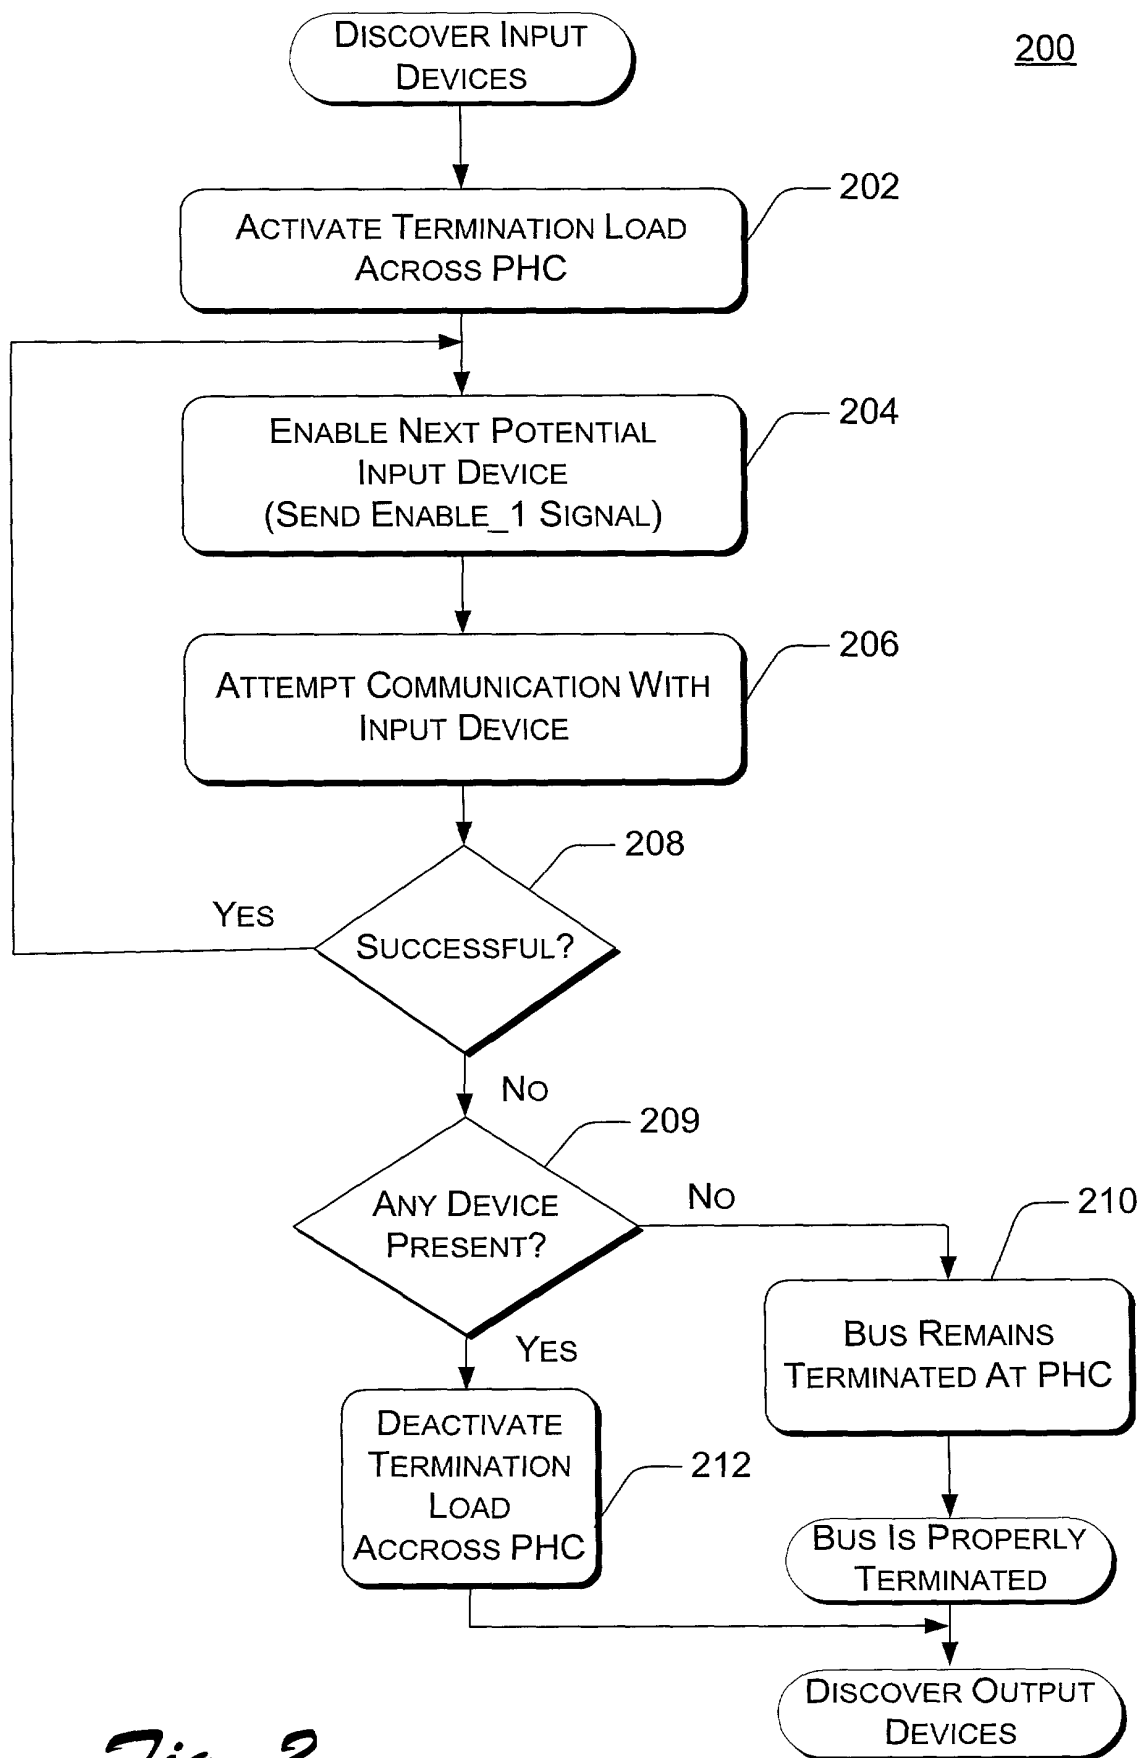 DISCOVER INPUT
DEVICES
200
202
ACTIVATE TERMINATION LOAD
ACROSS PHC
204
ENABLE NEXT POTENTIAL
INPUT DEVICE
(SEND ENABLE_1 SIGNAL)
206
ATTEMPT COMMUNICATION WITH
INPUT DEVICE
208
YES
SUCCESSFUL?
NO
209
ANY DEVICE
PRESENT?
NO
210
YES
BUS REMAINS
TERMINATED AT PHC
DEACTIVATE
TERMINATION
LOAD
ACCROSS PHC
212
BUS IS PROPERLY
TERMINATED
DISCOVER OUTPUT
DEVICES
Fig. 2